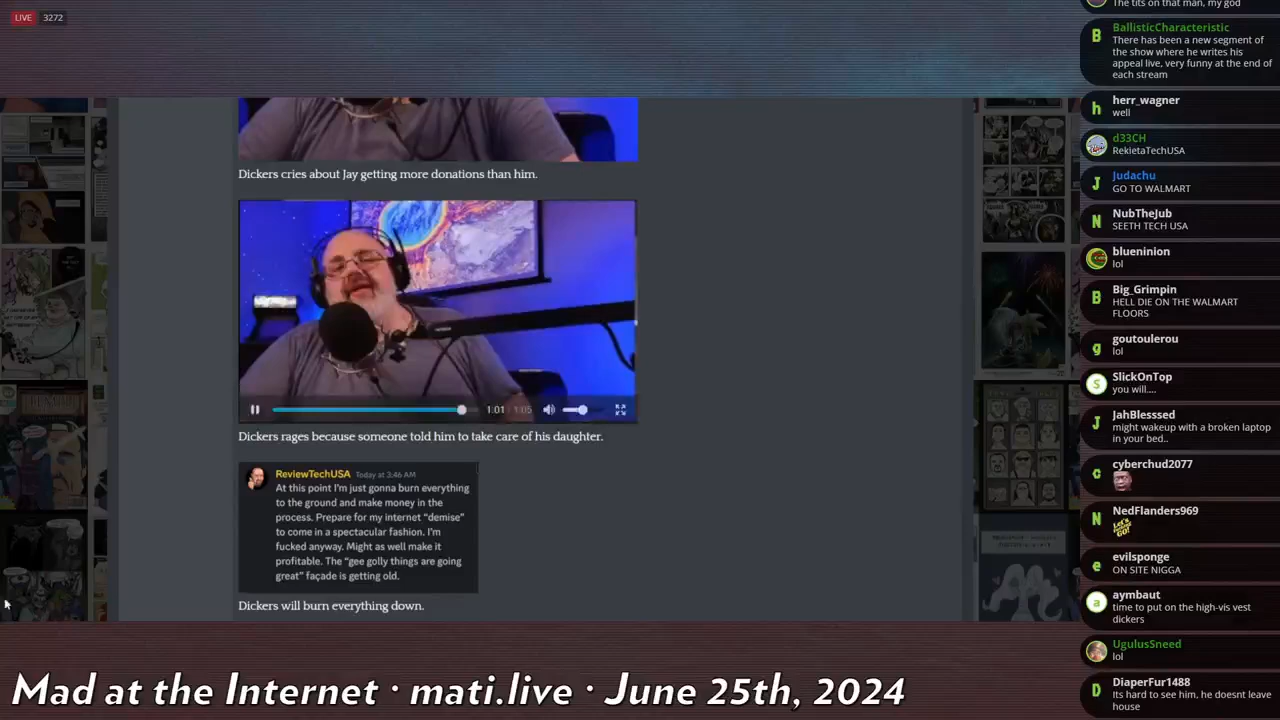 LIVE 3272
Dickers cries about Jay getting more donations than him.
1:01 / 1:05
Dickers rages because someone told him to take care of his daughter.
ReviewTechUSA Today at 3:46 AM
At this point I'm just gonna burn everything
to the ground and make money in the
process. Prepare for my internet “demise”
to come in a spectacular fashion. I'm
fucked anyway. Might as well make it
profitable. The “gee golly things are going
great” façade is getting old.
Dickers will burn everything down.
Mad at the Internet · mati.live · June 25th, 2024
The tits on that man, my god
B
BallisticCharacteristic
There has been a new segment of
the show where he writes his
appeal live, very funny at the end of
each stream
h
herr_wagner
well
d33CH
RekietaTechUSA
J
Judachu
GO TO WALMART
N
NubTheJub
SEETH TECH USA
blueninion
lol
B
Big_Grimpin
HELL DIE ON THE WALMART
FLOORS
g
goutoulerou
lol
S
SlickOnTop
you will....
J
JahBlesssed
might wakeup with a broken laptop
in your bed..
c
cyberchud2077
N
NedFlanders969
LET'S
GO!
e
evilsponge
ON SITE NIGGA
a
aymbaut
time to put on the high-vis vest
dickers
UgulusSneed
lol
D
DiaperFur1488
Its hard to see him, he doesnt leave
house